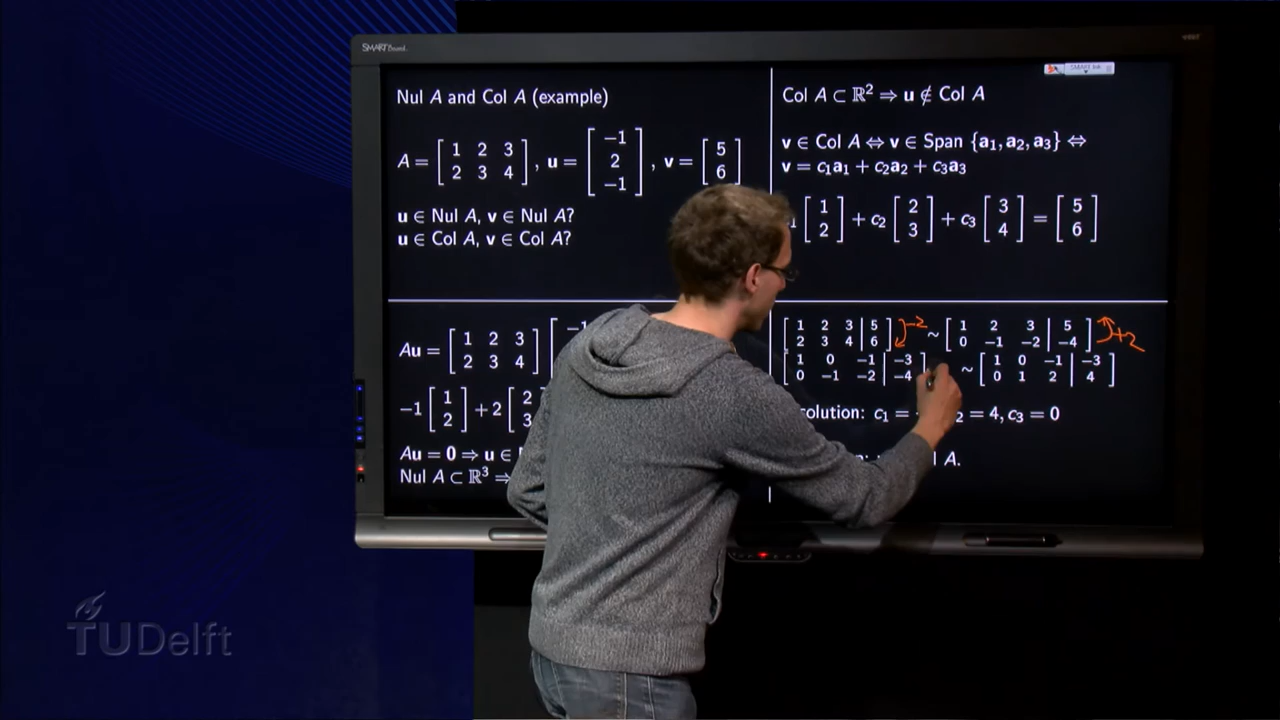 SMART Board
SMART Ink
Nul A and Col A (example)
A = [1 2 3; 2 3 4], u = [-1; 2; -1], v = [5; 6]
u ∈ Nul A, v ∈ Nul A?
u ∈ Col A, v ∈ Col A?
Col A ⊂ ℝ² ⇒ u ∉ Col A
v ∈ Col A ⇔ v ∈ Span {a₁, a₂, a₃} ⇔
v = c₁a₁ + c₂a₂ + c₃a₃
[1; 2] + c₂ [2; 3] + c₃ [3; 4] = [5; 6]
Au = [1 2 3; 2 3 4] [-1
-1 [1; 2] + 2 [2; 3
Au = 0 ⇒ u ∈
Nul A ⊂ ℝ³ ⇒
[1 2 3 | 5; 2 3 4 | 6] -2 ~ [1 2 3 | 5; 0 -1 -2 | -4] +2
[1 0 -1 | -3; 0 -1 -2 | -4] ~ [1 0 -1 | -3; 0 1 2 | 4]
solution: c₁ = ₂ = 4, c₃ = 0
A.
TUDelft